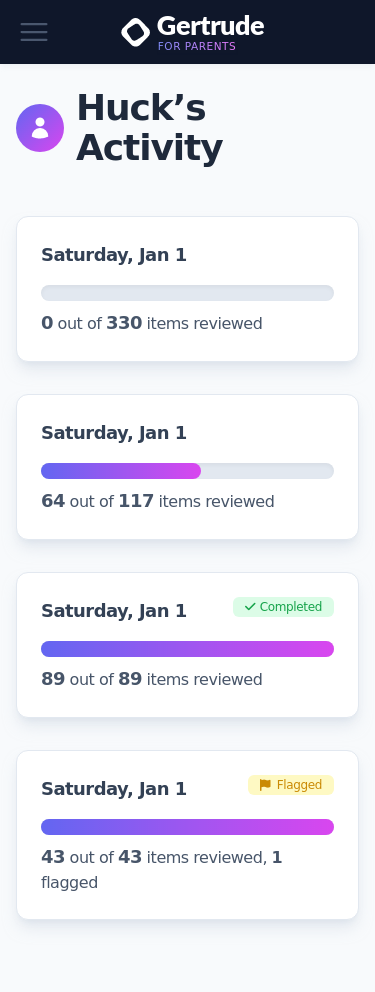 Gertrude
FOR PARENTS
Huck’s
Activity
Saturday, Jan 1
0 out of 330 items reviewed
Saturday, Jan 1
64 out of 117 items reviewed
Saturday, Jan 1
Completed
89 out of 89 items reviewed
Saturday, Jan 1
Flagged
43 out of 43 items reviewed, 1
flagged